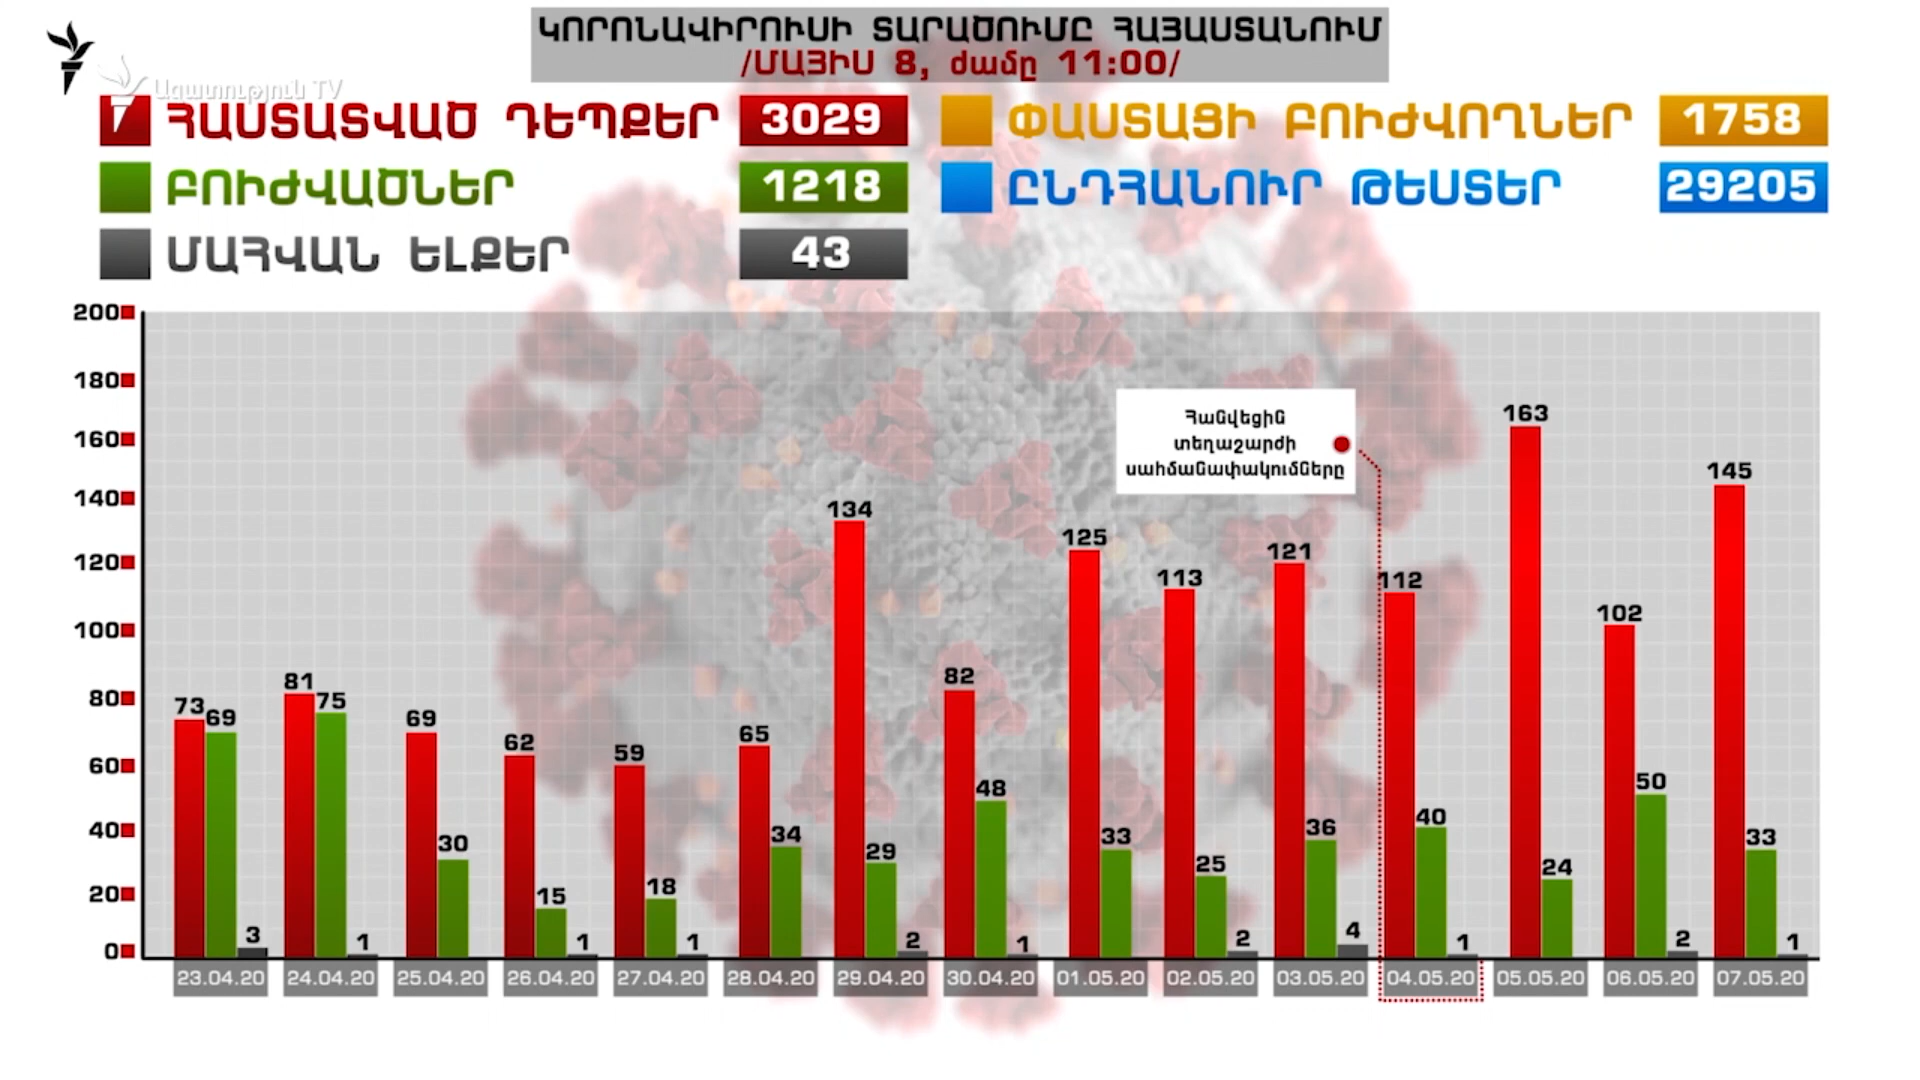 ԿՈՐՈՆԱՎԻՐՈՒՍԻ ՏԱՐԱԾՈՒՄԸ ՀԱՅԱՍՏԱՆՈՒՄ
/ՄԱՅԻՍ 8, ժամը 11:00/
Ազատություն TV
ՀԱՍՏԱՏՎԱԾ ԴԵՊՔԵՐ 3029
ՓԱՍՏԱՑԻ ԲՈՒԺՎՈՂՆԵՐ 1758
ԲՈՒԺՎԱԾՆԵՐ 1218
ԸՆԴՀԱՆՈՒՐ ԹԵՍՏԵՐ 29205
ՄԱՀՎԱՆ ԵԼՔԵՐ 43
200
180
160
140
120
100
80
60
40
20
0
Հանվեցին
տեղաշարժի
սահմանափակումները
73 69 3
81 75 1
69 30
62 15 1
59 18 1
65 34
134 29 2
82 48 1
125 33
113 25 2
121 36 4
112 40 1
163 24
102 50 2
145 33 1
23.04.20 24.04.20 25.04.20 26.04.20 27.04.20 28.04.20 29.04.20 30.04.20 01.05.20 02.05.20 03.05.20 04.05.20 05.05.20 06.05.20 07.05.20